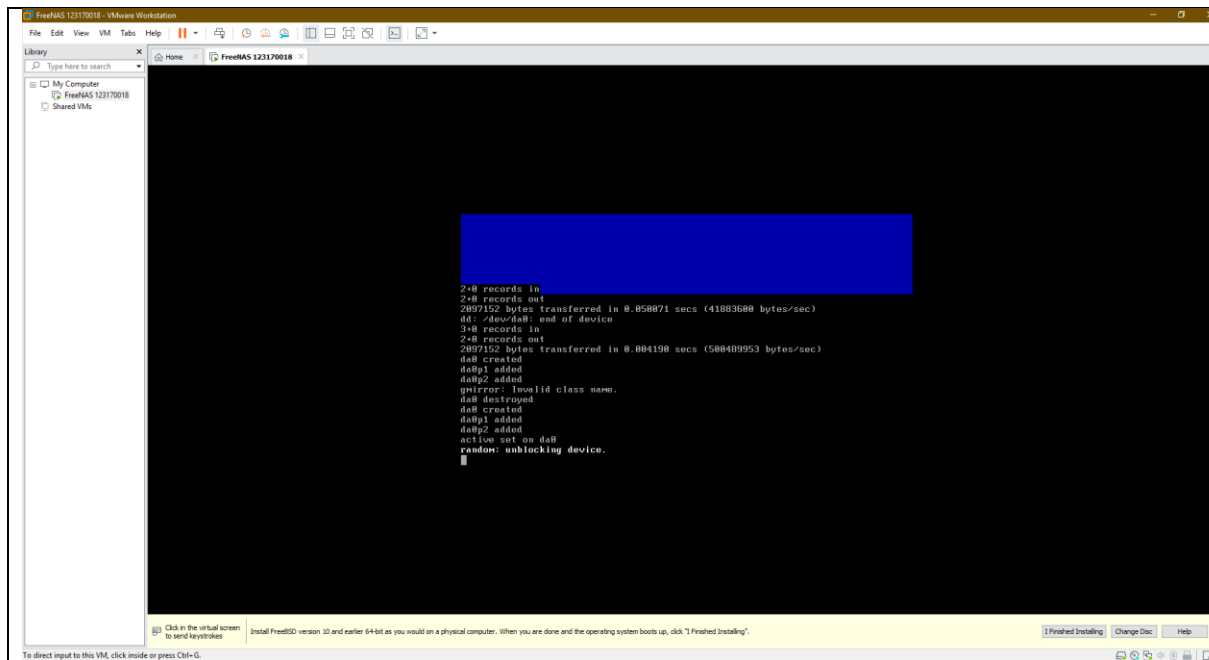 FreeNAS 123170018 - VMware Workstation
File Edit View VM Tabs Help
Library
Type here to search
My Computer
FreeNAS 123170018
Shared VMs
Home
FreeNAS 123170018
2+0 records in
2+0 records out
2097152 bytes transferred in 0.050071 secs (41883600 bytes/sec)
dd: /dev/da0: end of device
3+0 records in
2+0 records out
2097152 bytes transferred in 0.004190 secs (500489953 bytes/sec)
da0 created
da0p1 added
da0p2 added
gmirror: Invalid class name.
da0 destroyed
da0 created
da0p1 added
da0p2 added
active set on da0
random: unblocking device.
Click in the virtual screen
to send keystrokes
Install FreeBSD version 10 and earlier 64-bit as you would on a physical computer. When you are done and the operating system boots up, click "I Finished Installing".
I Finished Installing
Change Disc
Help
To direct input to this VM, click inside or press Ctrl+G.